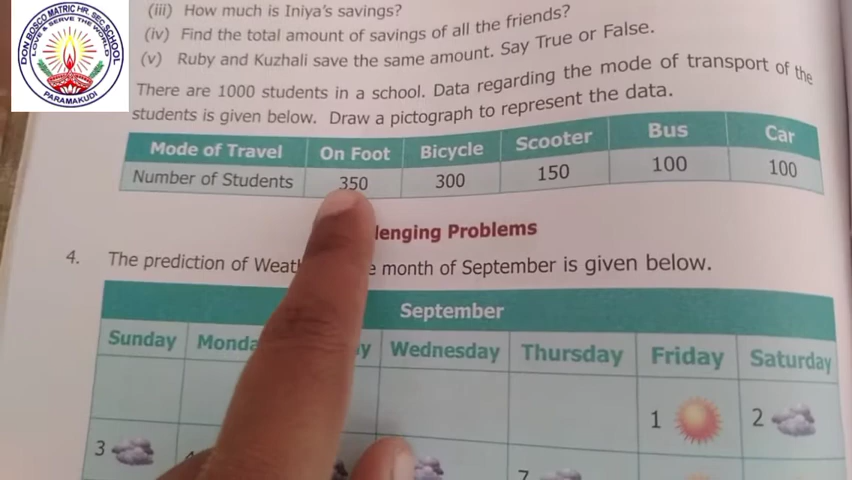 DON BOSCO MATRIC HR. SEC. SCHOOL
LOVE & SERVE THE WORLD
PARAMAKUDI
(iii) How much is Iniya's savings?
(iv) Find the total amount of savings of all the friends?
(v) Ruby and Kuzhali save the same amount. Say True or False.
There are 1000 students in a school. Data regarding the mode of transport of the
students is given below. Draw a pictograph to represent the data.
Mode of Travel On Foot Bicycle Scooter Bus Car
Number of Students 350 300 150 100 100
lenging Problems
4. The prediction of Weat e month of September is given below.
September
Sunday Monda y Wednesday Thursday Friday Saturday
1 2
3 7